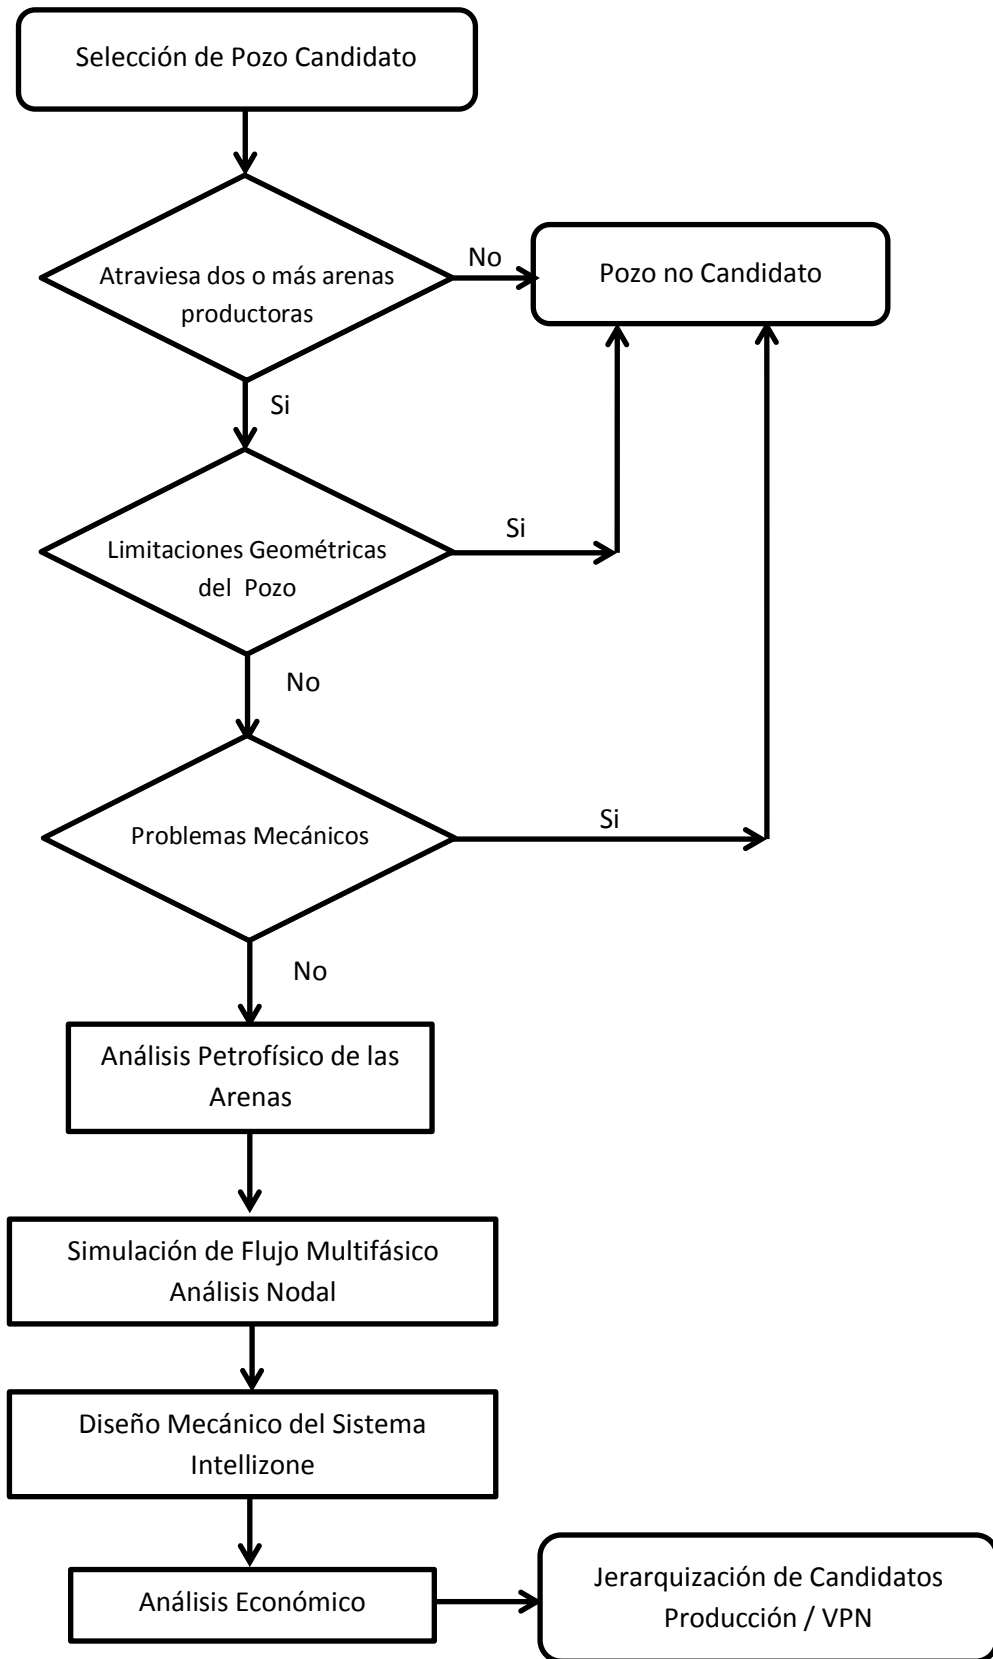 Selección de Pozo Candidato
Atraviesa dos o más arenas
productoras
No
Pozo no Candidato
Si
Limitaciones Geométricas
del Pozo
Si
No
Problemas Mecánicos
Si
No
Análisis Petrofísico de las
Arenas
Simulación de Flujo Multifásico
Análisis Nodal
Diseño Mecánico del Sistema
Intellizone
Análisis Económico
Jerarquización de Candidatos
Producción / VPN